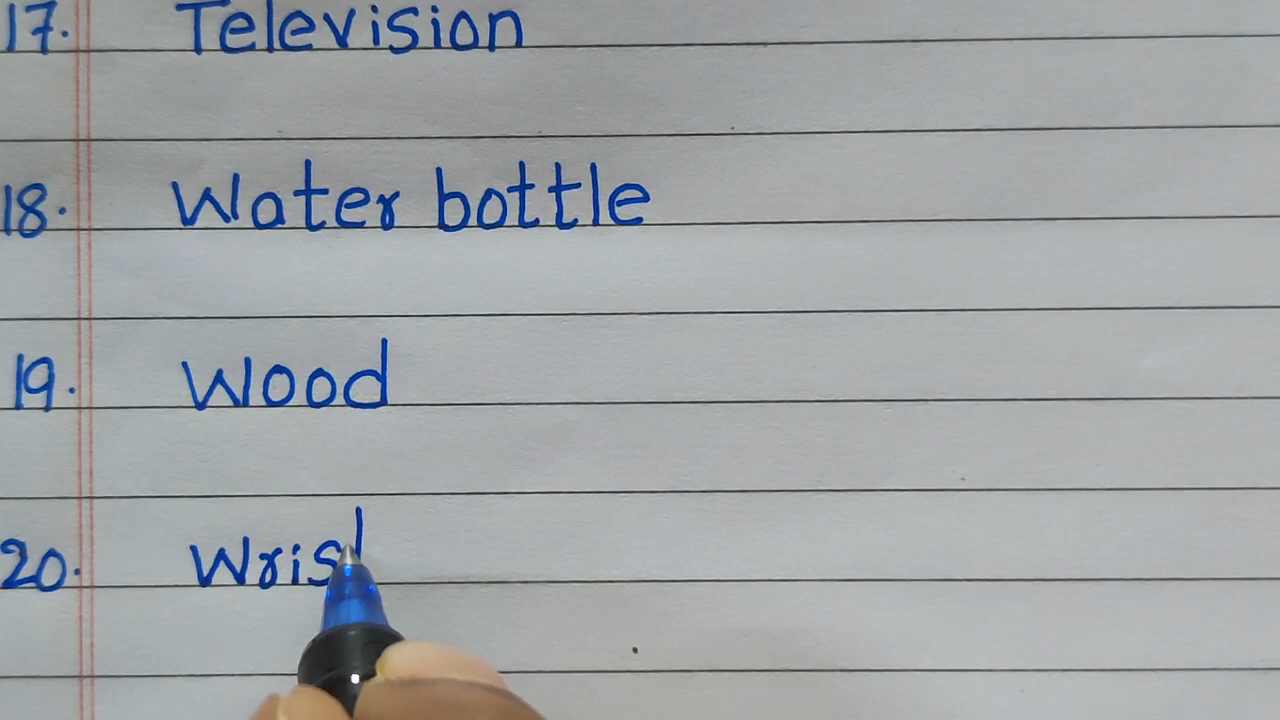 17. Television
18. Water bottle
19. Wood
20. Wris